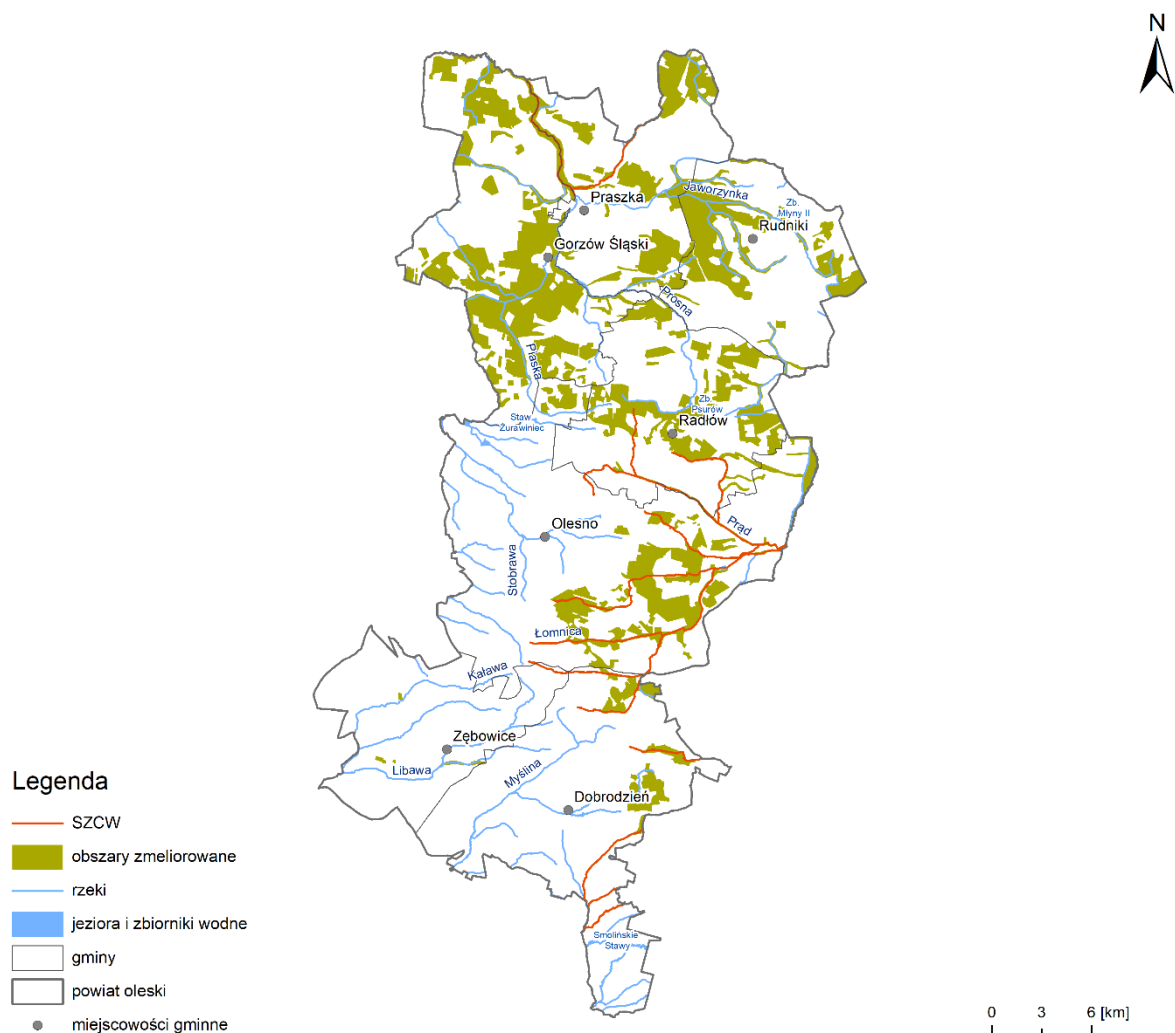 N
Praszka
Jaworzynka
Zb.
Młyny II
Rudniki
Gorzów Śląski
Prosna
Piaska
Zb.
Psurów
Staw
Żurawiniec
Radłów
Olesno
Prąd
Stobrawa
Łomnica
Kaława
Zębowice
Libawa
Myślina
Dobrodzień
Smolińskie
Stawy
Legenda
SZCW
obszary zmeliorowane
rzeki
jeziora i zbiorniki wodne
gminy
powiat oleski
miejscowości gminne
0 3 6 [km]